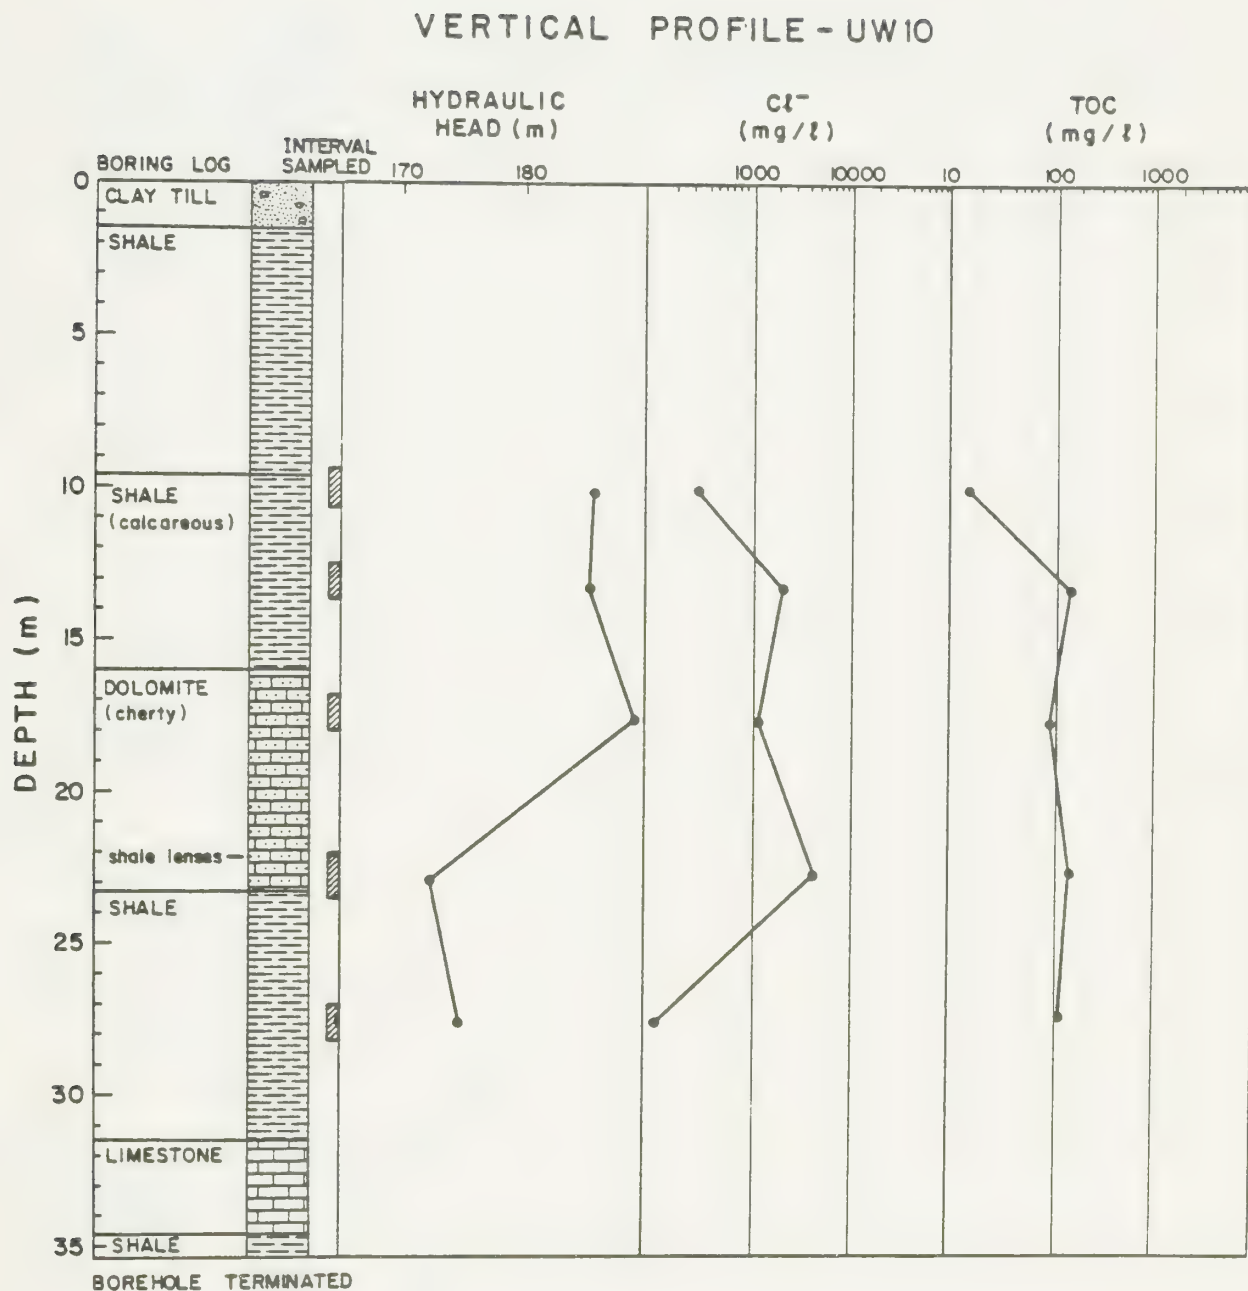 VERTICAL PROFILE - UW10
HYDRAULIC
HEAD (m)
Cℓ⁻
(mg/ℓ)
TOC
(mg/ℓ)
BORING LOG
INTERVAL
SAMPLED
170
180
1000
10000
10
100
1000
0
CLAY TILL
SHALE
5
10
SHALE
(calcareous)
15
DOLOMITE
(cherty)
20
shale lenses
SHALE
25
30
LIMESTONE
35
SHALE
DEPTH (m)
BOREHOLE TERMINATED